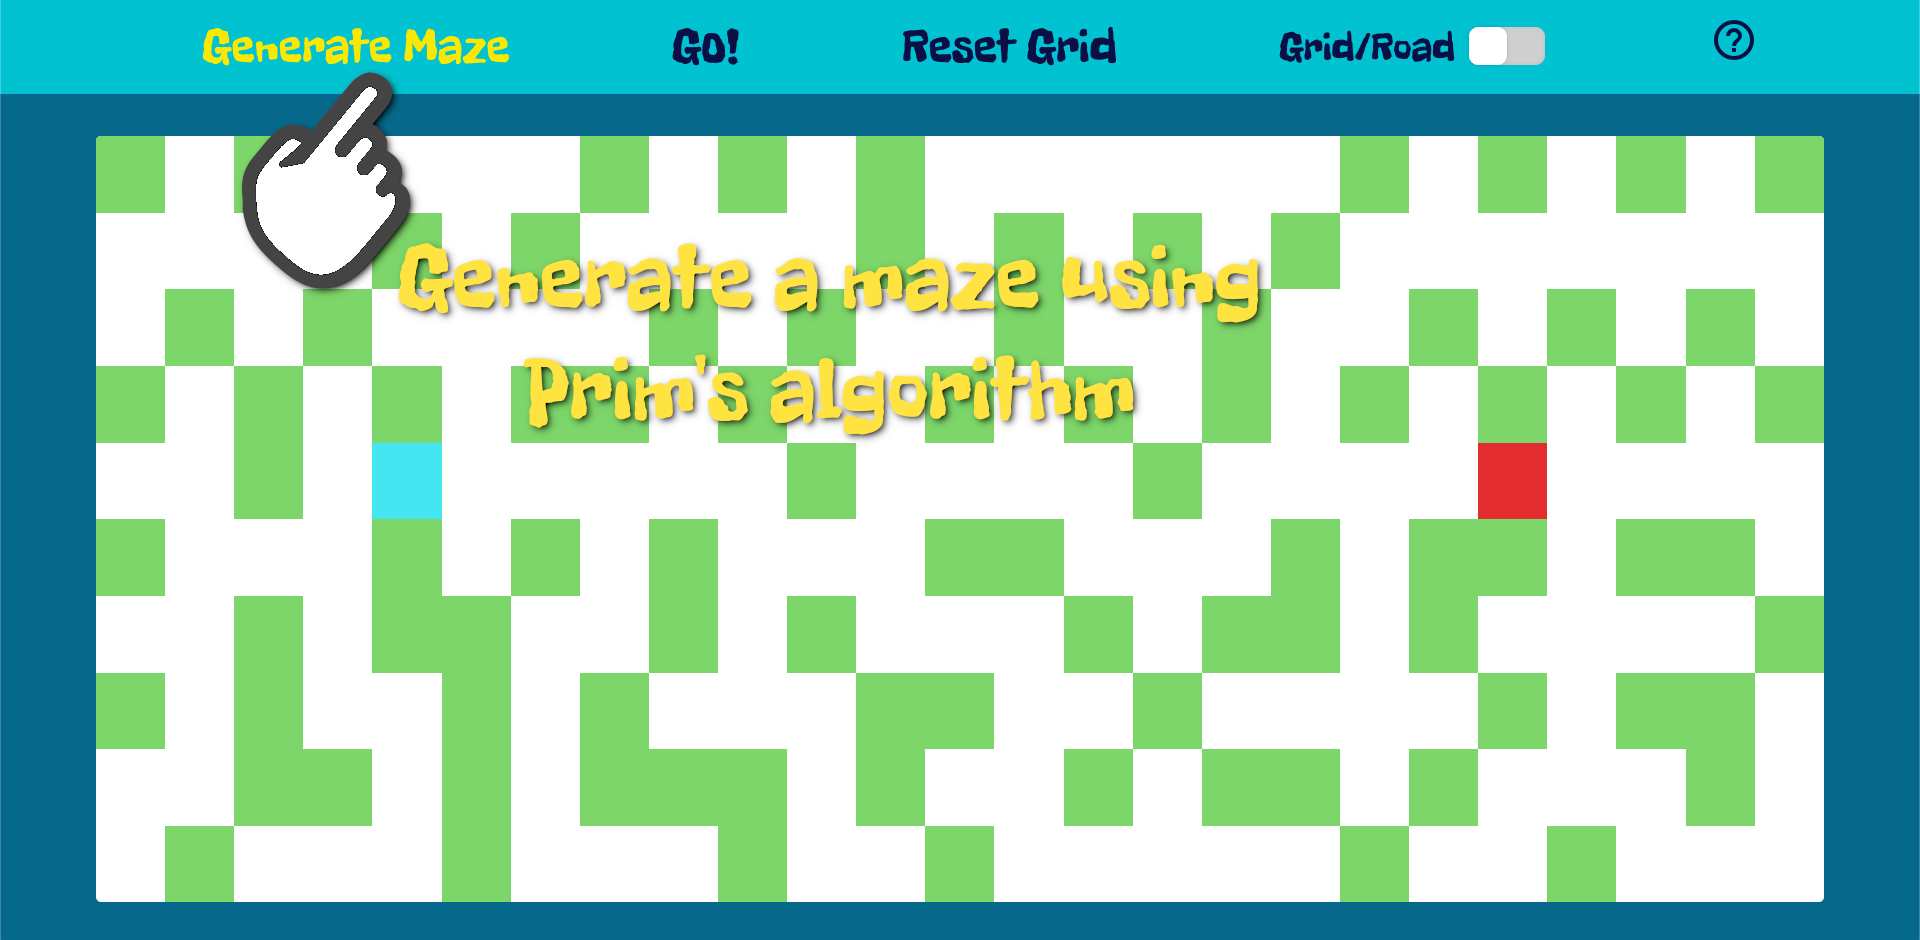 Generate Maze
GO!
Reset Grid
Grid/Road
?
Generate a maze using
Prim's algorithm